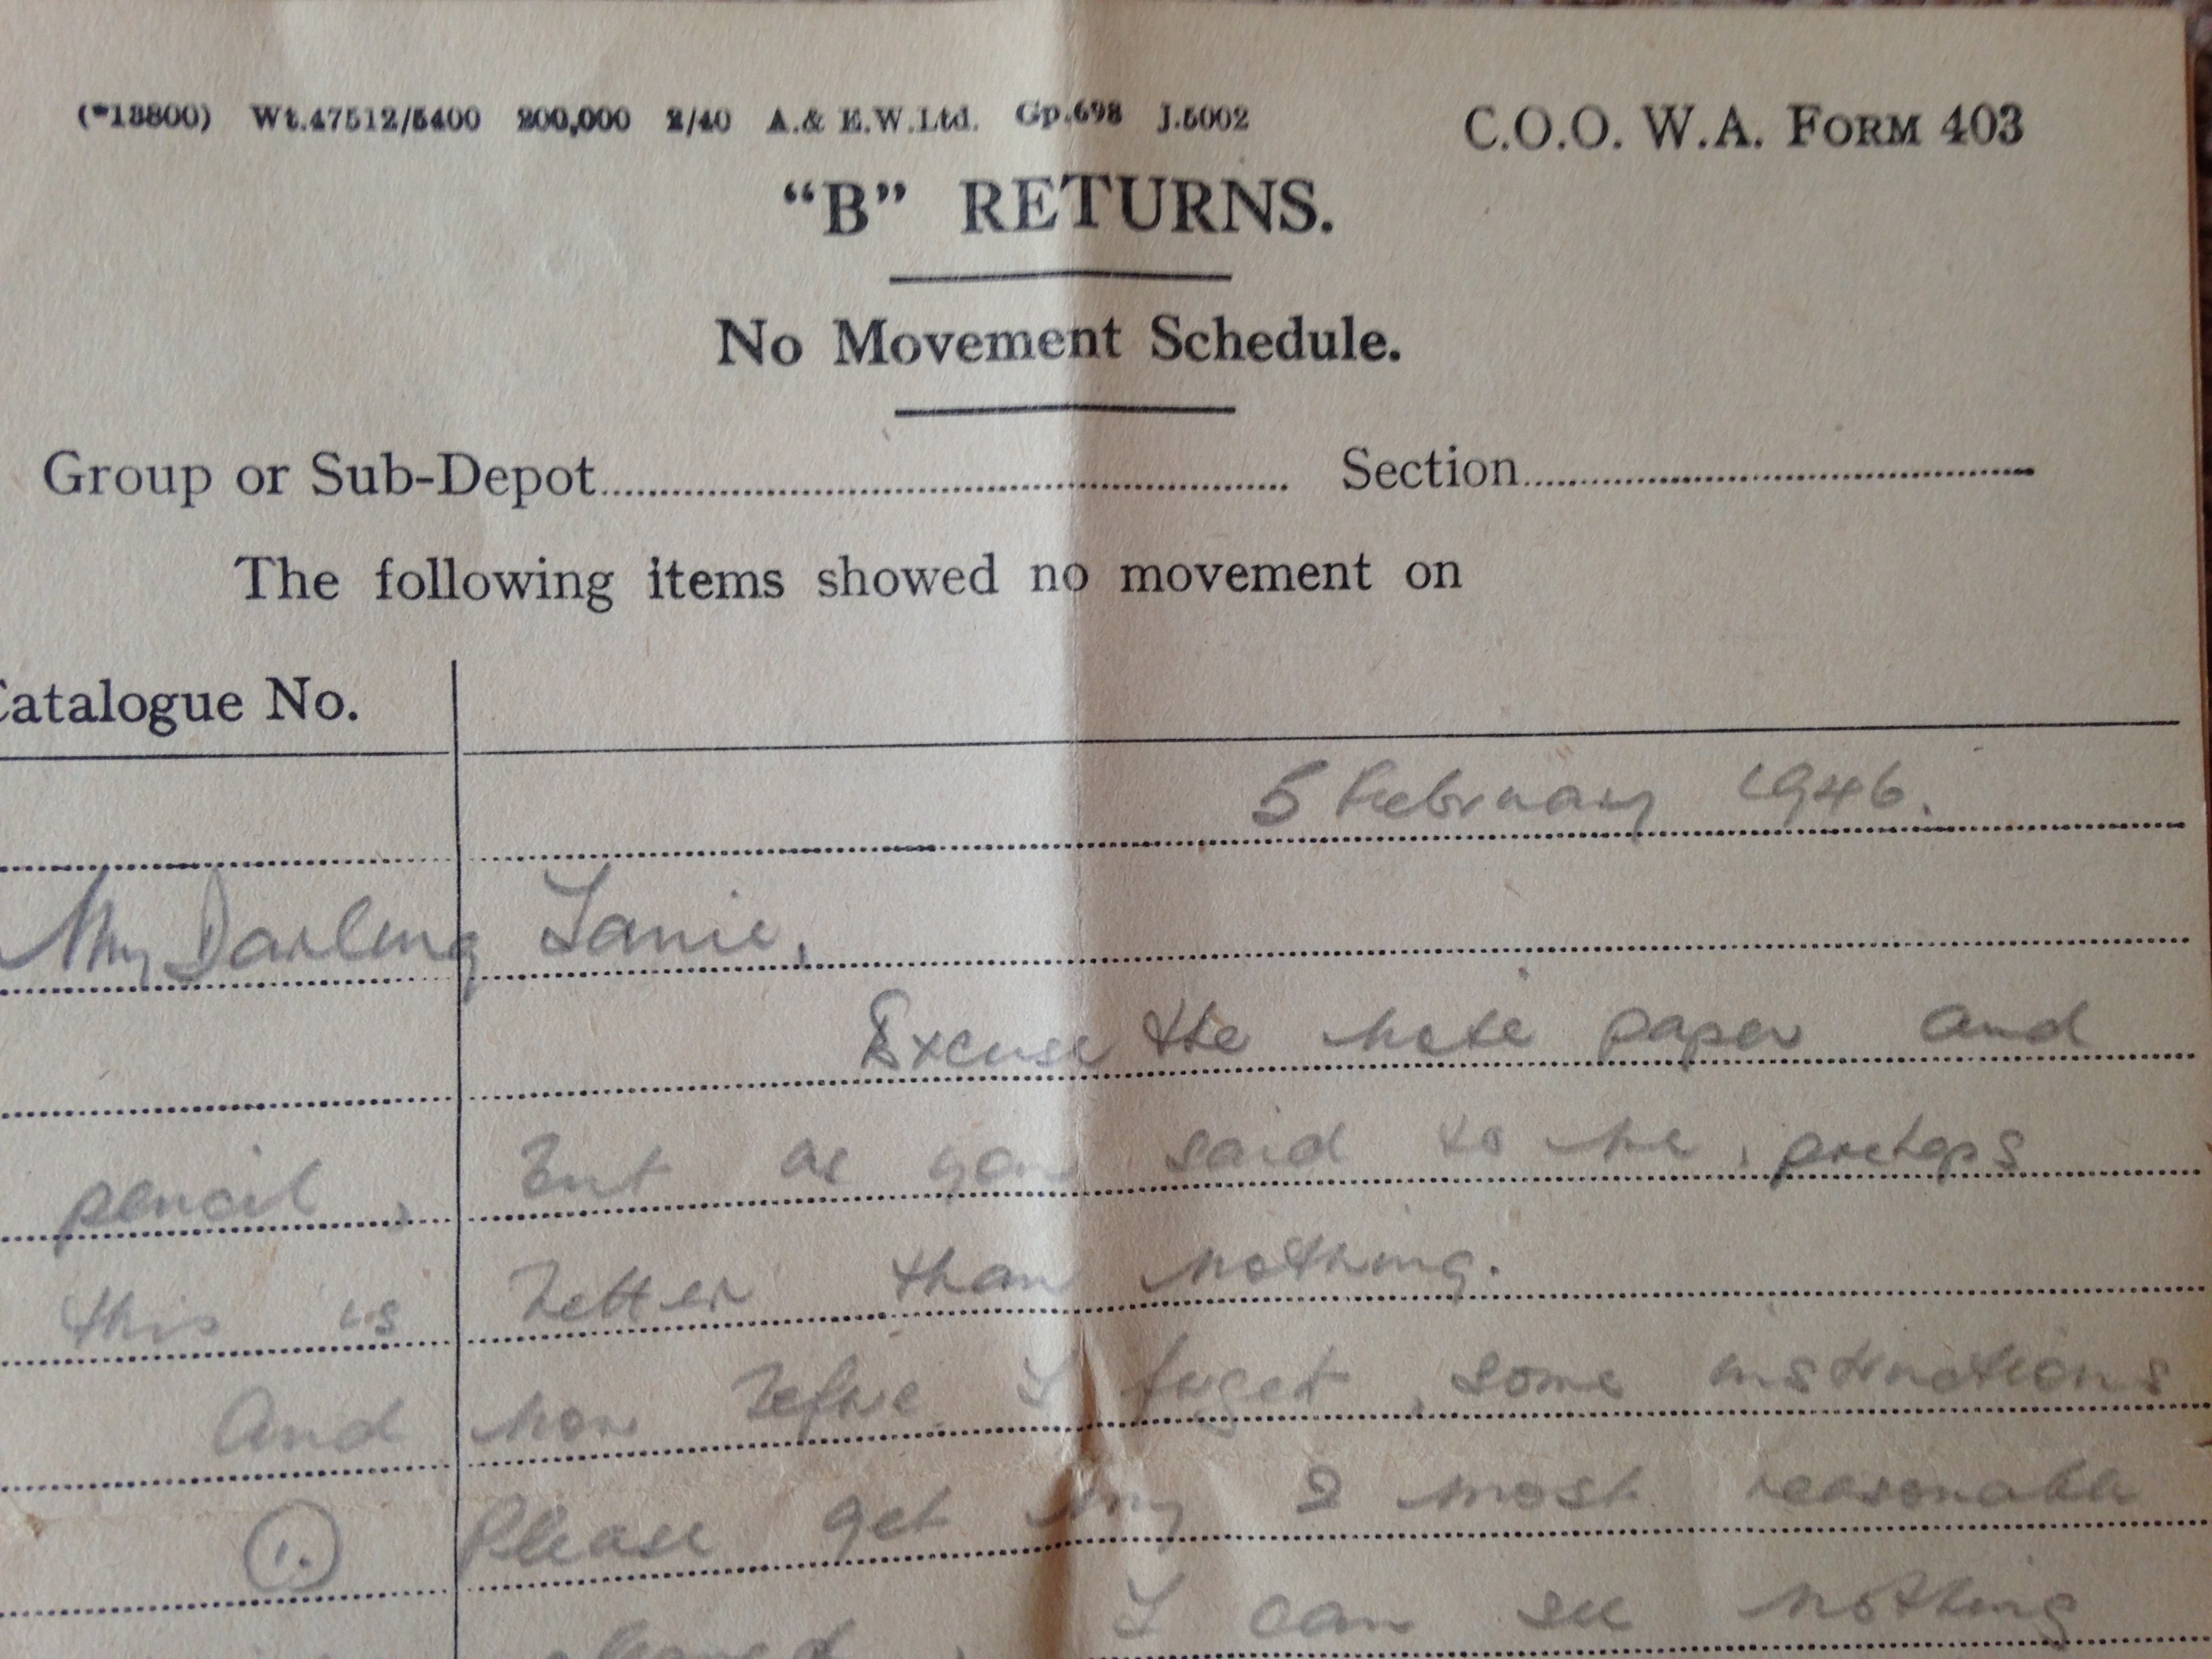 (*13800) Wt.47512/5400 200,000 2/40 A.& E.W.Ltd. Gp.698 J.5002 C.O.O. W.A. FORM 403
“B” RETURNS.
No Movement Schedule.
Group or Sub-Depot.......... Section..........
The following items showed no movement on
Catalogue No.
5 February 1946.
My Darling Lanie,
Excuse the note paper and
pencil, but as you said to me, perhaps
this is better than nothing.
And now before I forget, some instructions
1. Please get my 2 most reasonable
I can see nothing